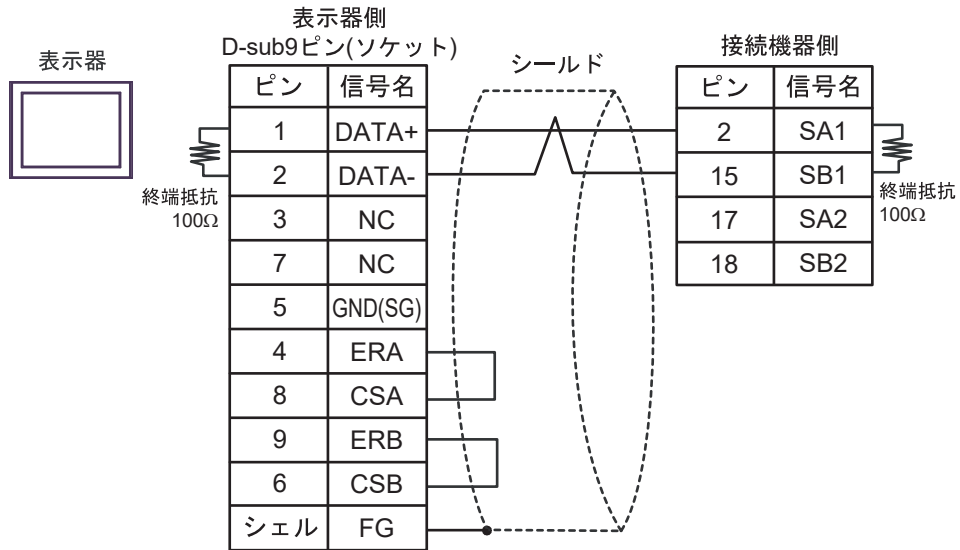 表示器
表示器側
D-sub9ピン(ソケット)
ピン 信号名
1 DATA+
2 DATA-
3 NC
7 NC
5 GND(SG)
4 ERA
8 CSA
9 ERB
6 CSB
シェル FG
終端抵抗
100Ω
シールド
接続機器側
ピン 信号名
2 SA1
15 SB1
17 SA2
18 SB2
終端抵抗
100Ω